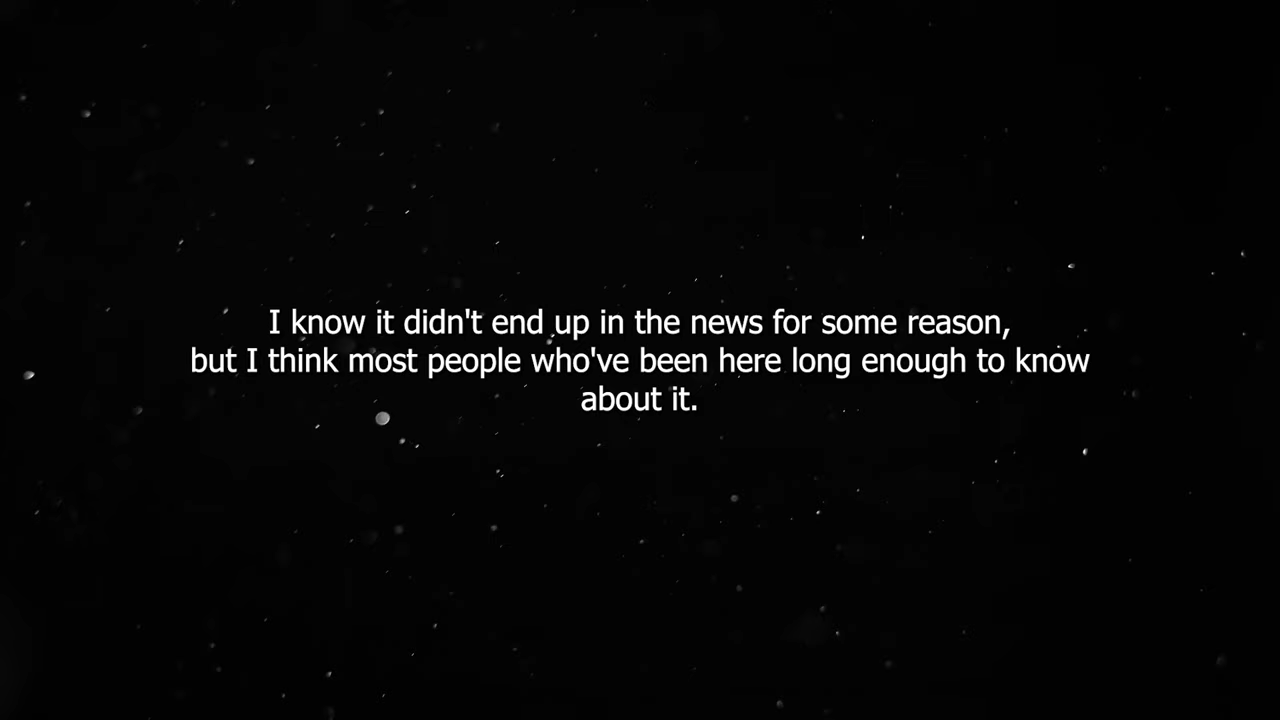 I know it didn't end up in the news for some reason,
but I think most people who've been here long enough to know
about it.